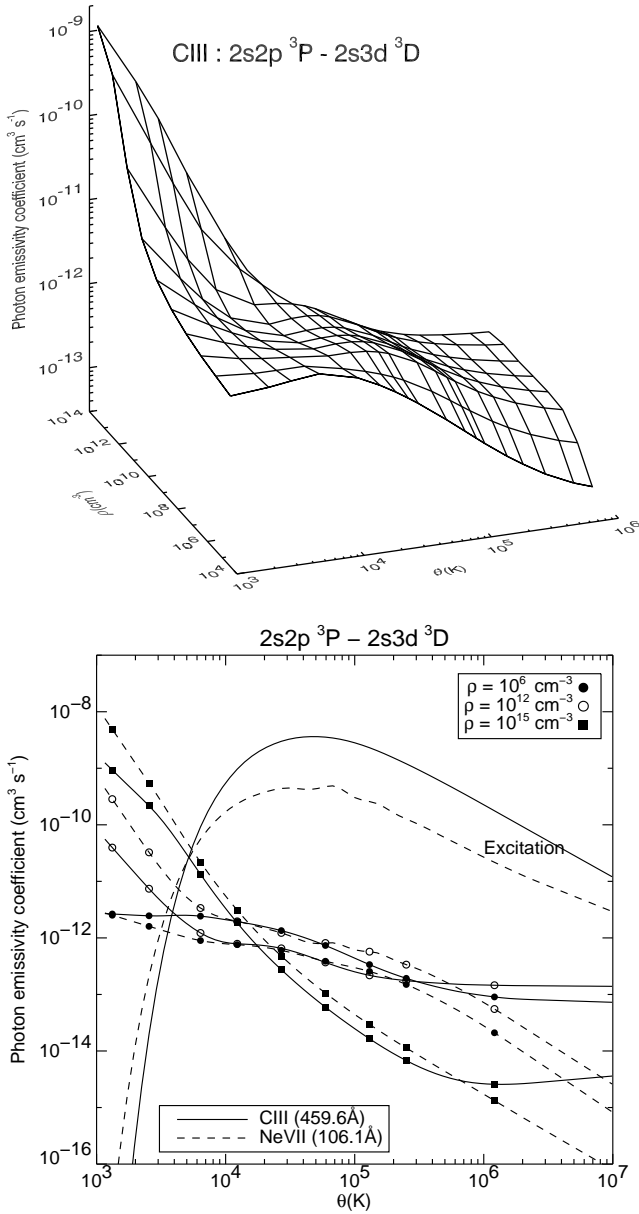 CIII : 2s2p ³P - 2s3d ³D
Photon emissivity coefficient (cm³ s⁻¹)
10⁻⁹
10⁻¹⁰
10⁻¹¹
10⁻¹²
10⁻¹³
10¹⁴
10¹²
10¹⁰
10⁸
10⁶
10⁴
ρ(cm⁻³)
10³
10⁴
10⁵
10⁶
θ(K)
2s2p ³P – 2s3d ³D
ρ = 10⁶ cm⁻³
ρ = 10¹² cm⁻³
ρ = 10¹⁵ cm⁻³
Photon emissivity coefficient (cm³ s⁻¹)
10⁻⁸
10⁻¹⁰
10⁻¹²
10⁻¹⁴
10⁻¹⁶
Excitation
CIII (459.6Å)
NeVII (106.1Å)
10³
10⁴
10⁵
10⁶
10⁷
θ(K)